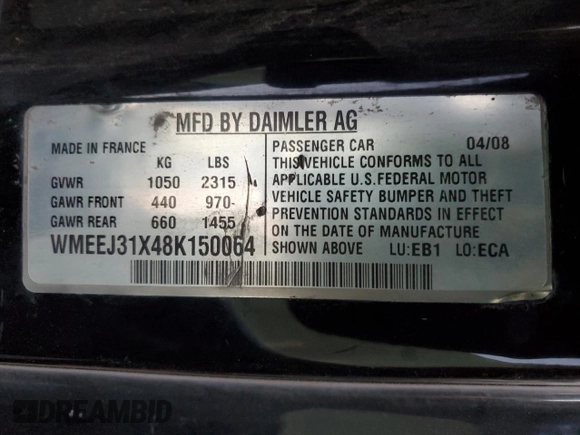 MFD BY DAIMLER AG
MADE IN FRANCE
KG LBS
GVWR 1050 2315
GAWR FRONT 440 970
GAWR REAR 660 1455
WMEEJ31X48K150064
PASSENGER CAR 04/08
THIS VEHICLE CONFORMS TO ALL
APPLICABLE U.S.FEDERAL MOTOR
VEHICLE SAFETY BUMPER AND THEFT
PREVENTION STANDARDS IN EFFECT
ON THE DATE OF MANUFACTURE
SHOWN ABOVE LU:EB1 LO:ECA
DREAMBID